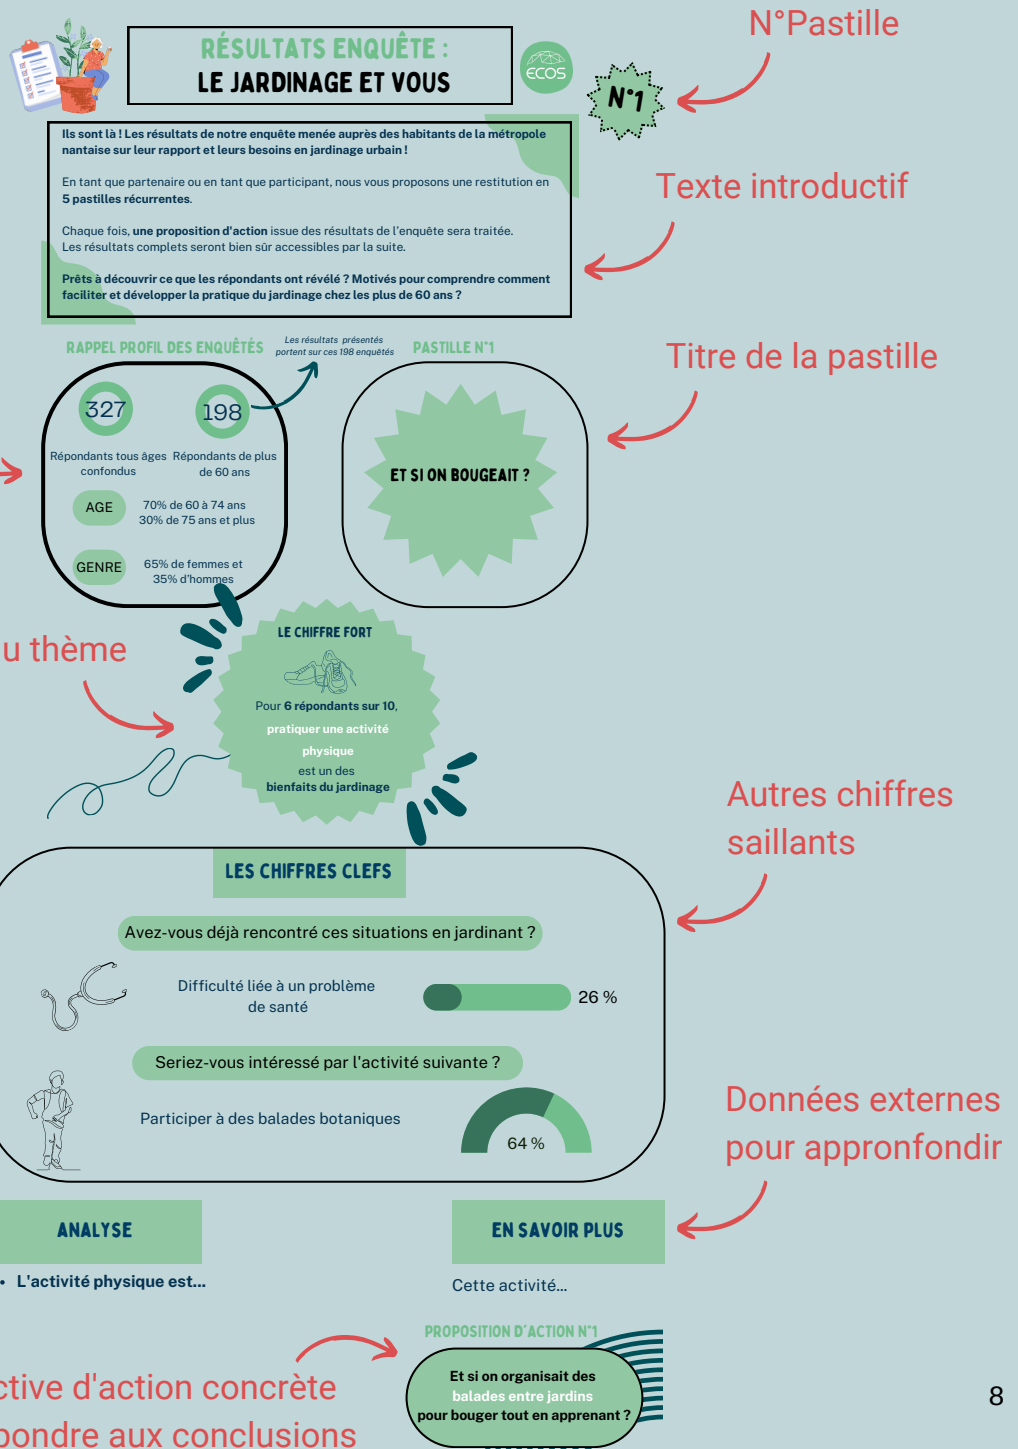 N°Pastille
RÉSULTATS ENQUÊTE :
LE JARDINAGE ET VOUS
ECOS
N°1
Ils sont là ! Les résultats de notre enquête menée auprès des habitants de la métropole
nantaise sur leur rapport et leurs besoins en jardinage urbain !
En tant que partenaire ou en tant que participant, nous vous proposons une restitution en
5 pastilles récurrentes.
Chaque fois, une proposition d'action issue des résultats de l'enquête sera traitée.
Les résultats complets seront bien sûr accessibles par la suite.
Prêts à découvrir ce que les répondants ont révélé ? Motivés pour comprendre comment
faciliter et développer la pratique du jardinage chez les plus de 60 ans ?
Texte introductif
RAPPEL PROFIL DES ENQUÊTÉS
Les résultats présentés
portent sur ces 198 enquêtés
PASTILLE N°1
Titre de la pastille
327
198
Répondants tous âges
confondus
Répondants de plus
de 60 ans
AGE
70% de 60 à 74 ans
30% de 75 ans et plus
GENRE
65% de femmes et
35% d'hommes
ET SI ON BOUGEAIT ?
u thème
LE CHIFFRE FORT
Pour 6 répondants sur 10,
pratiquer une activité
physique
est un des
bienfaits du jardinage
Autres chiffres
saillants
LES CHIFFRES CLEFS
Avez-vous déjà rencontré ces situations en jardinant ?
Difficulté liée à un problème
de santé
26 %
Seriez-vous intéressé par l'activité suivante ?
Participer à des balades botaniques
64 %
Données externes
pour appronfondir
ANALYSE
EN SAVOIR PLUS
• L'activité physique est...
Cette activité...
PROPOSITION D'ACTION N°1
Et si on organisait des
balades entre jardins
pour bouger tout en apprenant ?
ctive d'action concrète
pondre aux conclusions
8